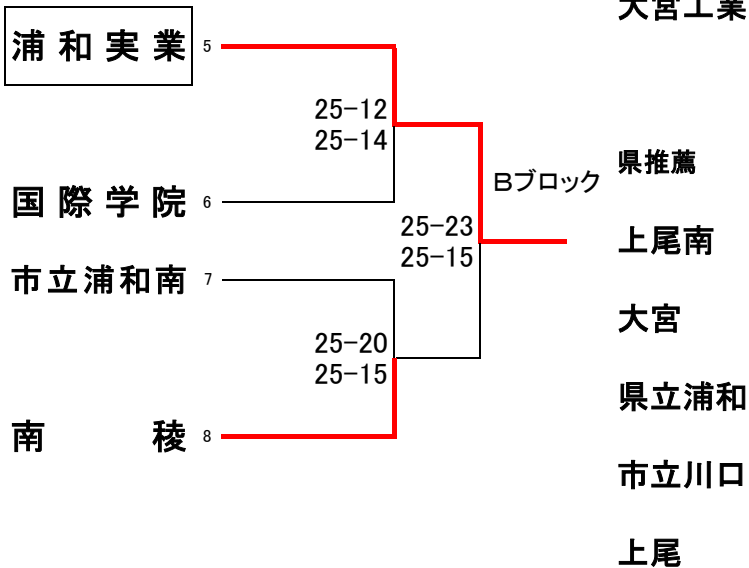 大宮工業
浦和実業 5
25-12
25-14
国際学院 6
市立浦和南 7
25-20
25-15
南稜 8
Bブロック
25-23
25-15
県推薦
上尾南
大宮
県立浦和
市立川口
上尾